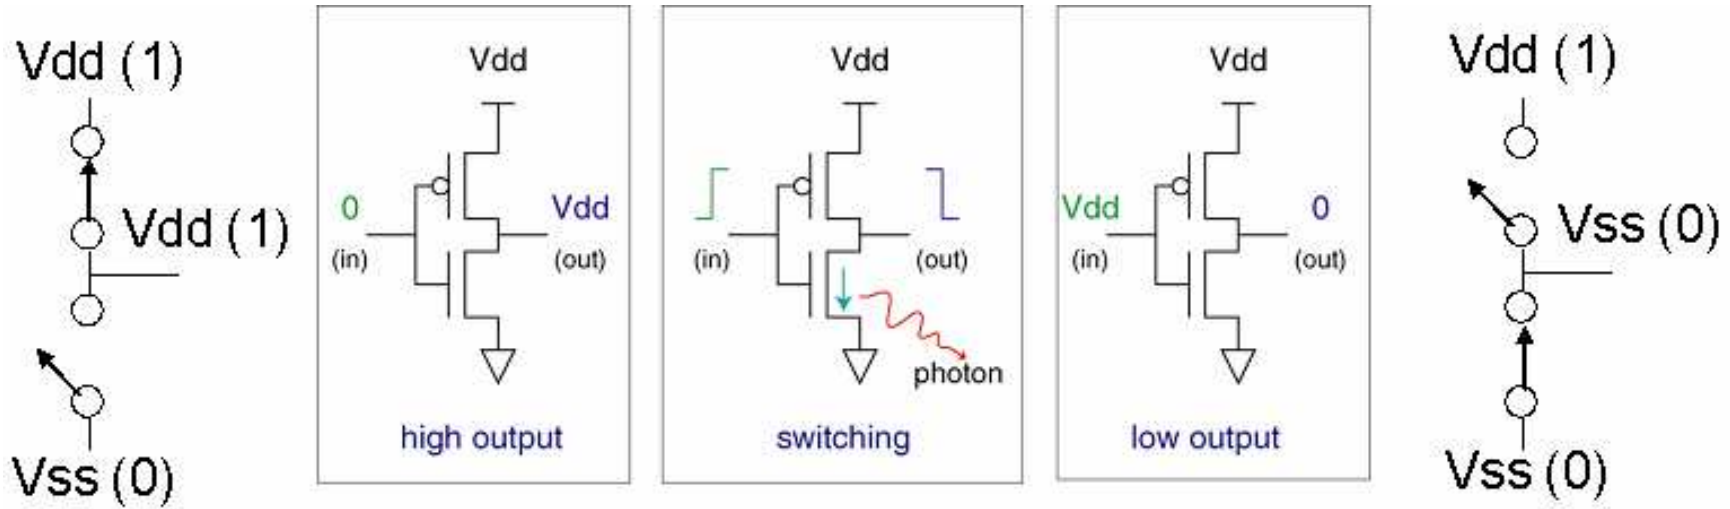 Vdd (1)
Vdd (1)
Vss (0)
Vdd
0
Vdd
(in)
(out)
high output
Vdd
(in)
(out)
photon
switching
Vdd
Vdd
0
(in)
(out)
low output
Vdd (1)
Vss (0)
Vss (0)